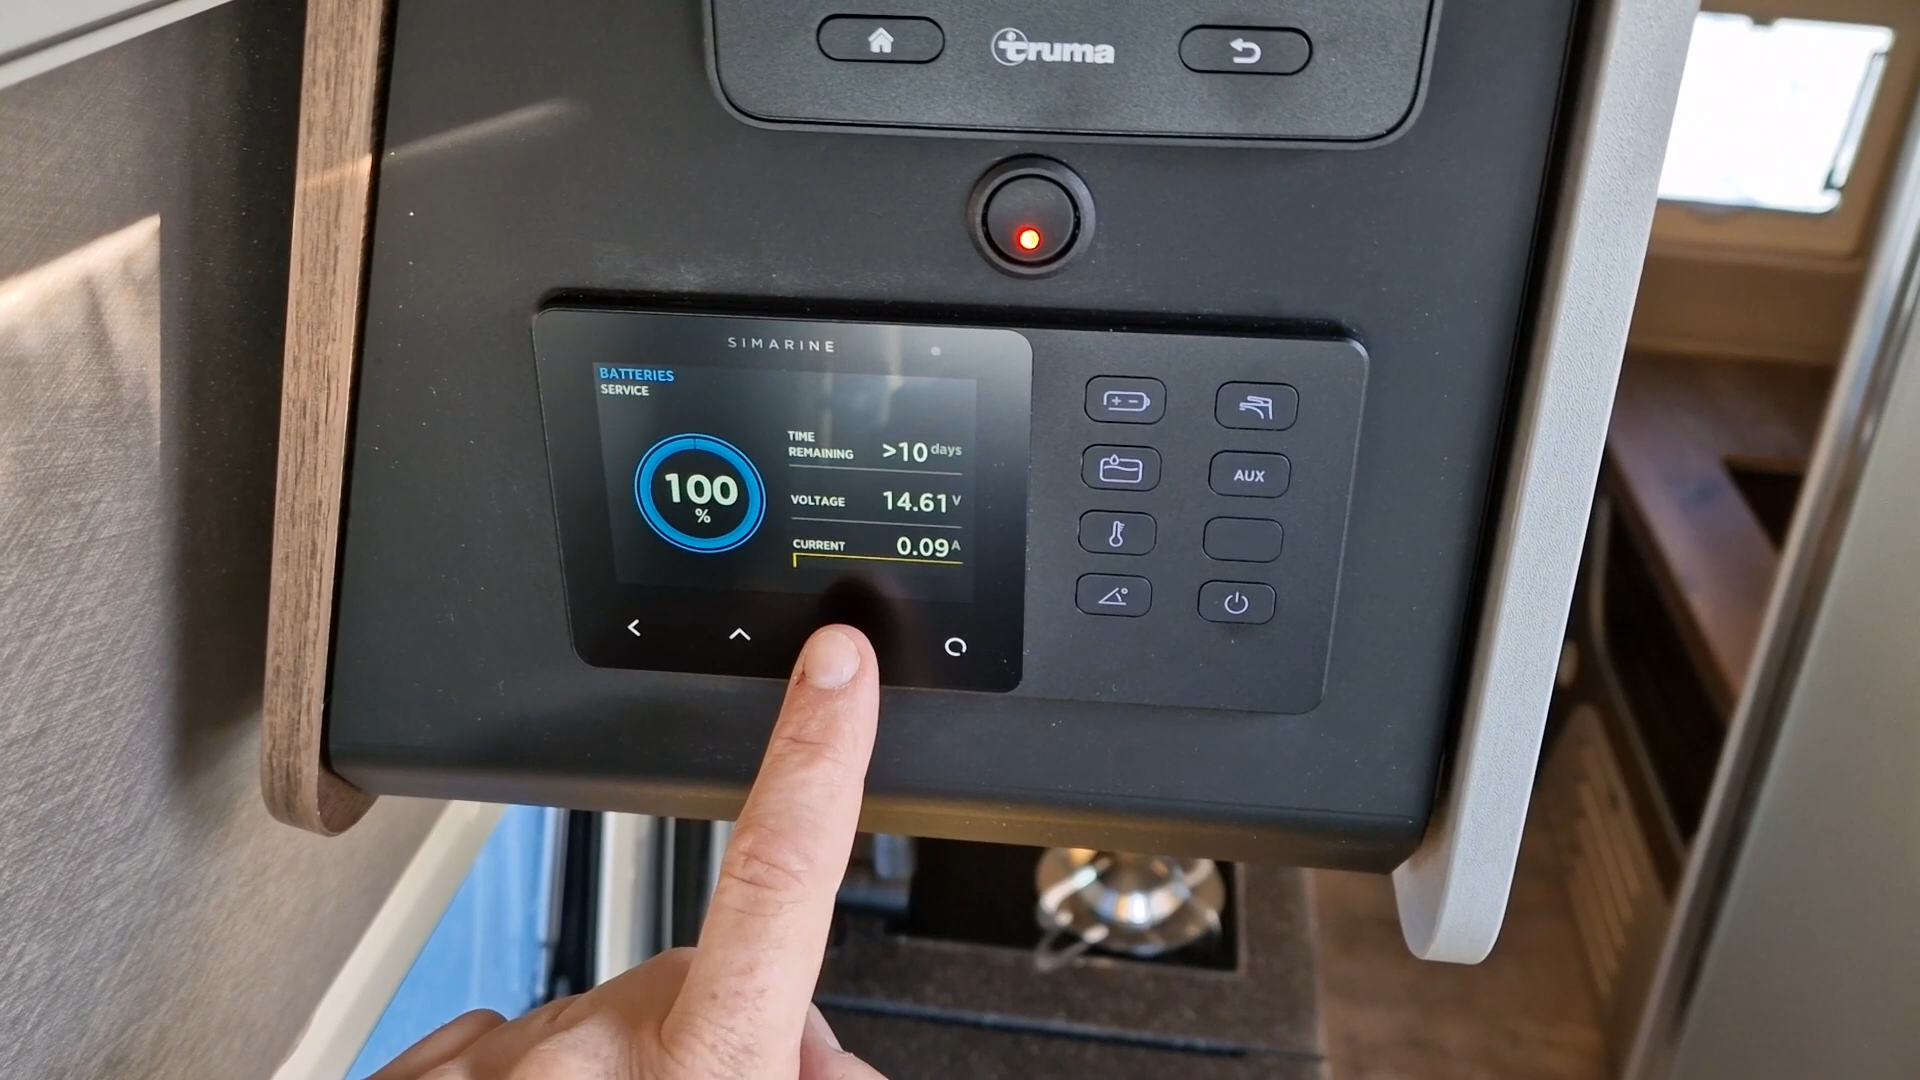 truma
SIMARINE
BATTERIES
SERVICE
TIME
REMAINING >10 days
100
%
VOLTAGE 14.61 V
CURRENT 0.09 A
AUX